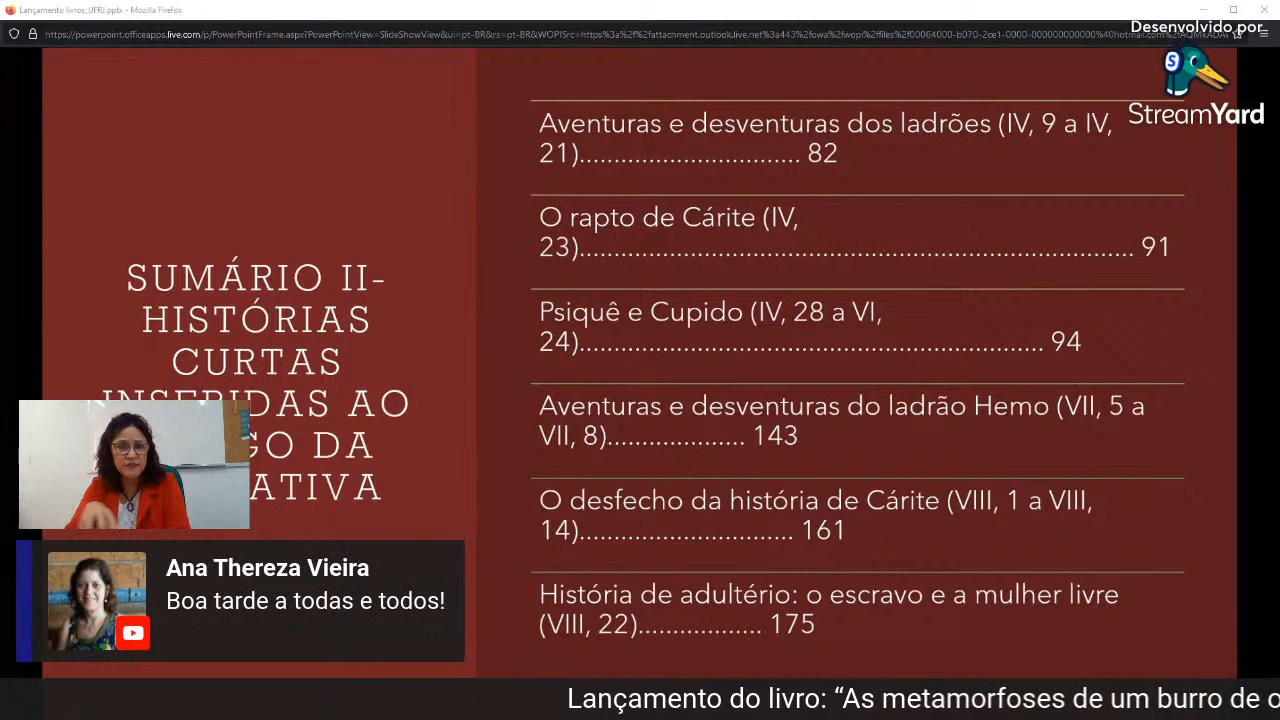 Lançamento livros_UFRJ.pptx - Mozilla Firefox
Desenvolvido por
StreamYard
Aventuras e desventuras dos ladrões (IV, 9 a IV,
21)................................ 82
O rapto de Cárite (IV,
23)................................................................................ 91
Psiquê e Cupido (IV, 28 a VI,
24)................................................................... 94
Aventuras e desventuras do ladrão Hemo (VII, 5 a
VII, 8).................... 143
O desfecho da história de Cárite (VIII, 1 a VIII,
14)............................... 161
História de adultério: o escravo e a mulher livre
(VIII, 22).................. 175
SUMÁRIO II-
HISTÓRIAS
CURTAS
AO
DA
Ana Thereza Vieira
Boa tarde a todas e todos!
Lançamento do livro: “As metamorfoses de um burro de